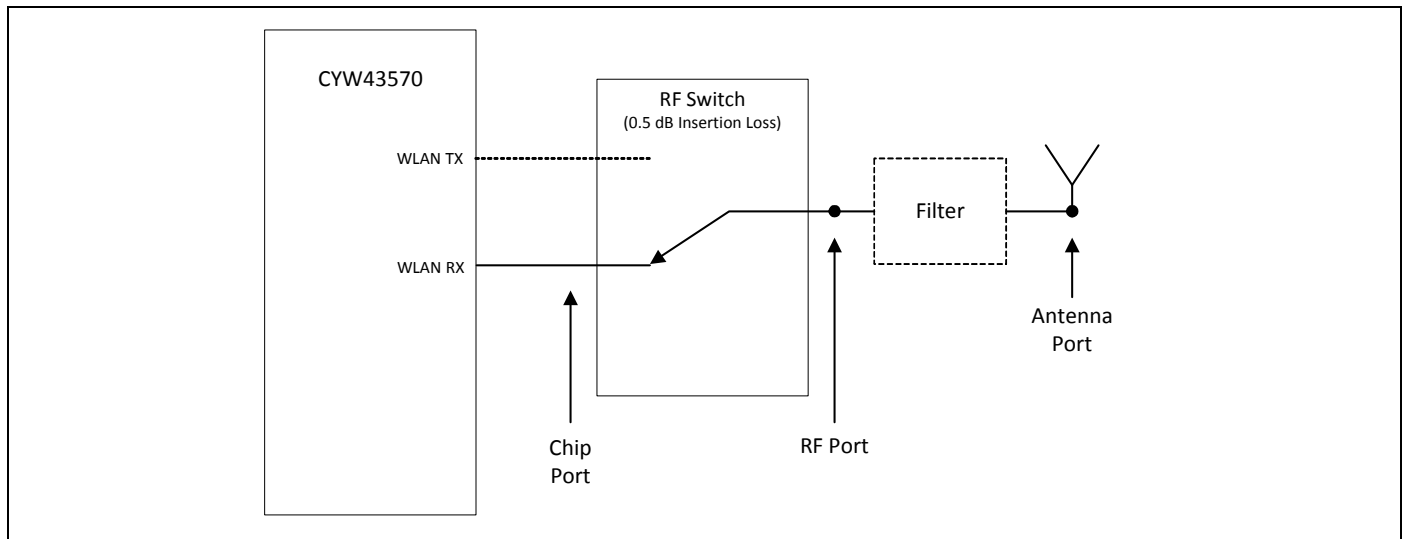 CYW43570
RF Switch
(0.5 dB Insertion Loss)
WLAN TX
Filter
WLAN RX
Antenna
Port
Chip
Port
RF Port